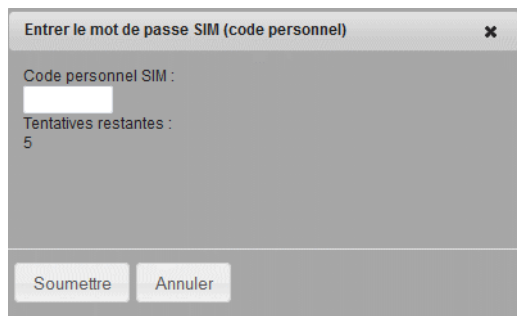 Entrer le mot de passe SIM (code personnel)
Code personnel SIM :
Tentatives restantes :
5
Soumettre Annuler